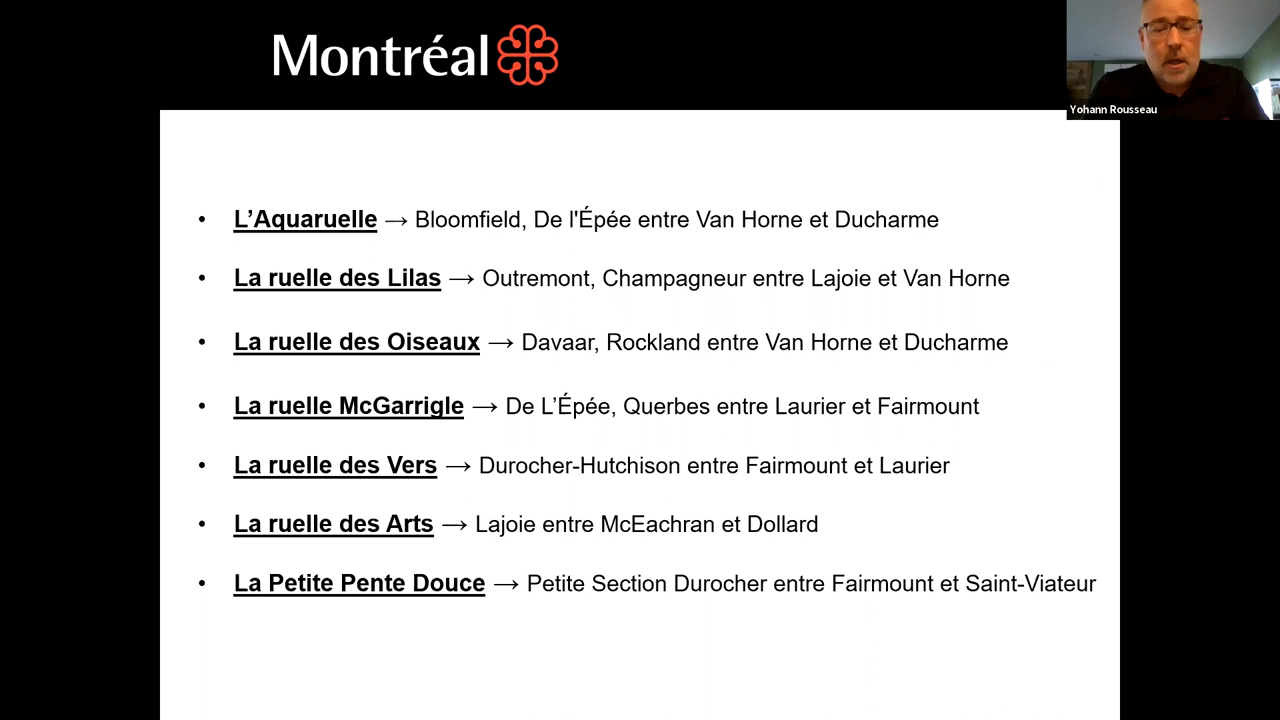 Montréal
Yohann Rousseau
• L’Aquaruelle → Bloomfield, De l'Épée entre Van Horne et Ducharme
• La ruelle des Lilas → Outremont, Champagneur entre Lajoie et Van Horne
• La ruelle des Oiseaux → Davaar, Rockland entre Van Horne et Ducharme
• La ruelle McGarrigle → De L’Épée, Querbes entre Laurier et Fairmount
• La ruelle des Vers → Durocher-Hutchison entre Fairmount et Laurier
• La ruelle des Arts → Lajoie entre McEachran et Dollard
• La Petite Pente Douce → Petite Section Durocher entre Fairmount et Saint-Viateur